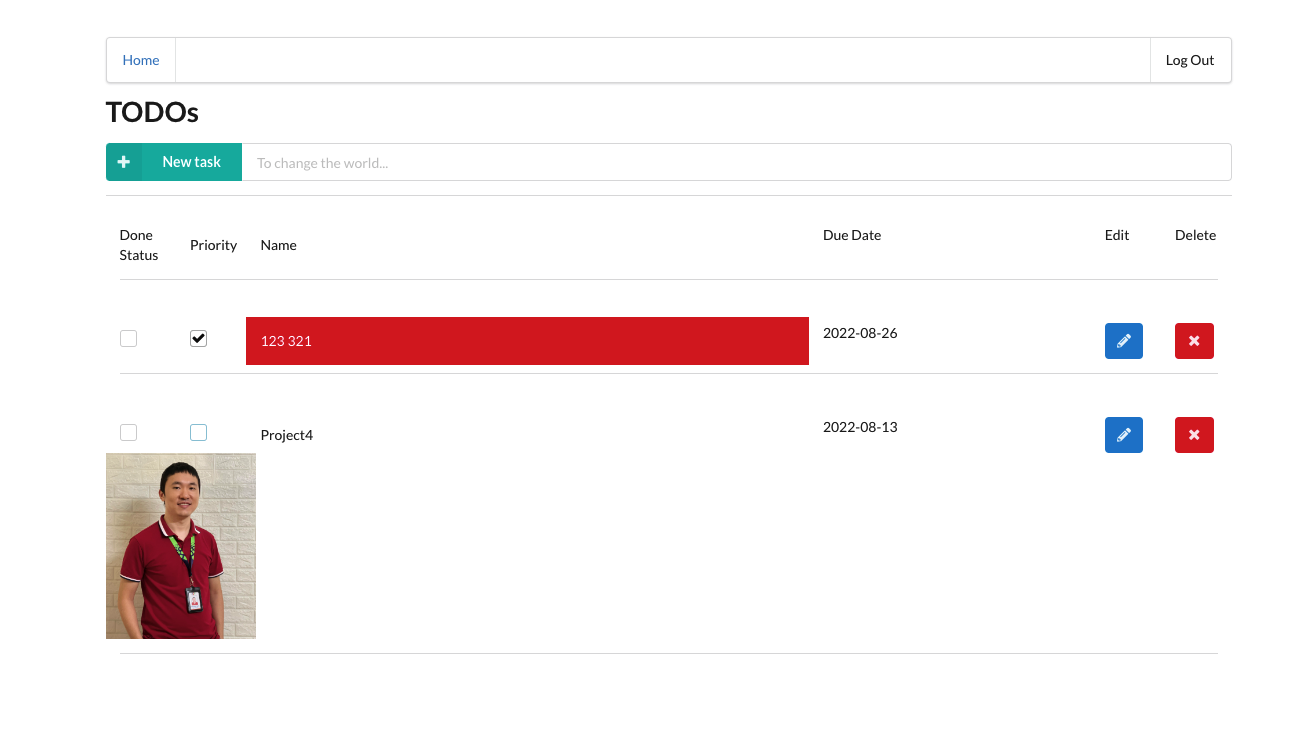 Home Log Out
TODOs
New task To change the world...
Done Status Priority Name Due Date Edit Delete
123 321 2022-08-26
Project4 2022-08-13